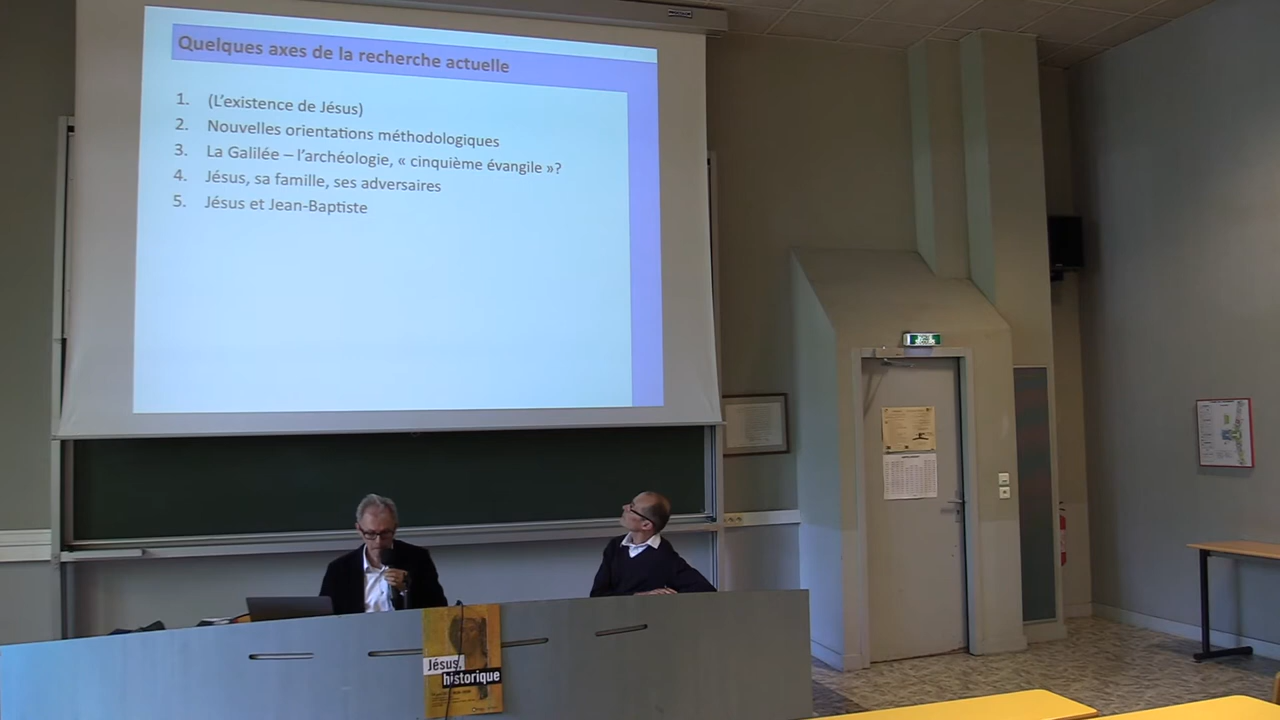 Quelques axes de la recherche actuelle
1. (L'existence de Jésus)
2. Nouvelles orientations méthodologiques
3. La Galilée – l'archéologie, « cinquième évangile »?
4. Jésus, sa famille, ses adversaires
5. Jésus et Jean-Baptiste
Jésus,
historique